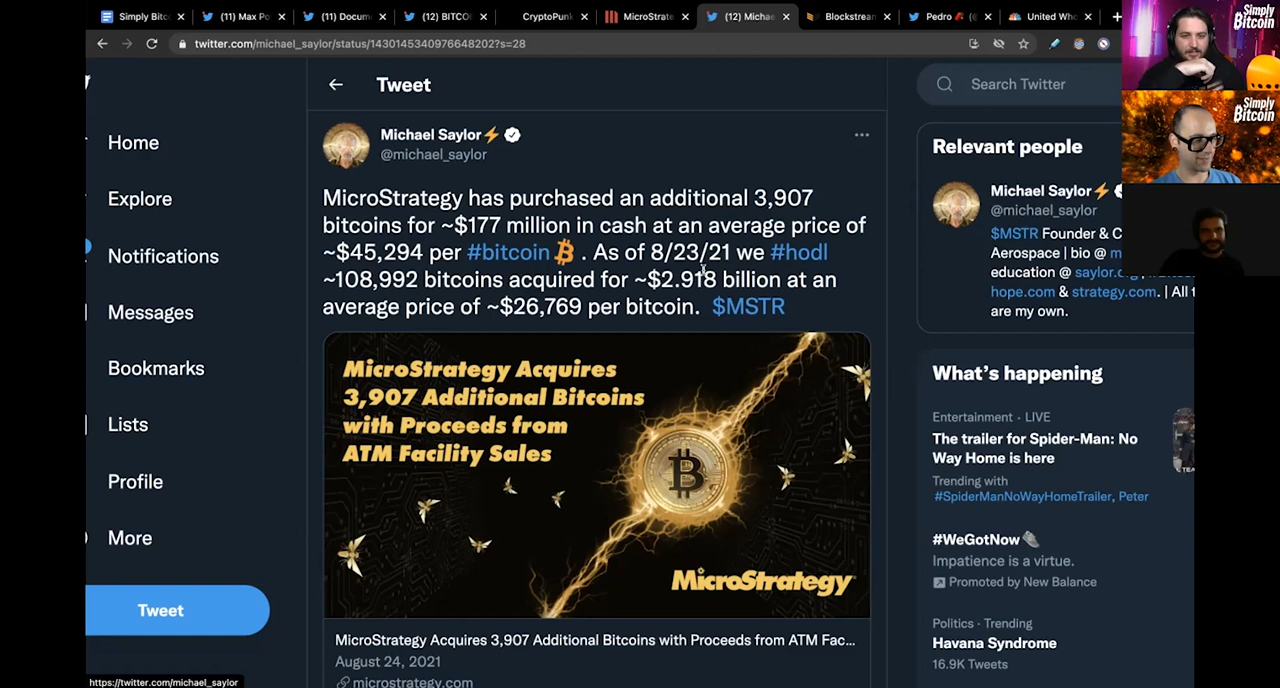 Simply Bitc
(11) Max Po
(11) Docum
(12) BITCO
CryptoPunk
MicroStrate
(12) Micha
Blockstrea
Pedro
United Who
twitter.com/michael_saylor/status/1430145340976648202?s=28
Simply
Bitcoin
Simply
Bitcoin
Home
Explore
Notifications
Messages
Bookmarks
Lists
Profile
More
Tweet
Tweet
Michael Saylor⚡
@michael_saylor
MicroStrategy has purchased an additional 3,907
bitcoins for ~$177 million in cash at an average price of
~$45,294 per #bitcoin . As of 8/23/21 we #hodl
~108,992 bitcoins acquired for ~$2.918 billion at an
average price of ~$26,769 per bitcoin. $MSTR
MicroStrategy Acquires
3,907 Additional Bitcoins
with Proceeds from
ATM Facility Sales
MicroStrategy
MicroStrategy Acquires 3,907 Additional Bitcoins with Proceeds from ATM Fac...
August 24, 2021
microstrategy.com
Search Twitter
Relevant people
Michael Saylor⚡
@michael_saylor
$MSTR Founder & C
Aerospace | bio @ m
education @ saylor.
hope.com & strategy.com. | All t
are my own.
What's happening
Entertainment · LIVE
The trailer for Spider-Man: No
Way Home is here
Trending with
#SpiderManNoWayHomeTrailer, Peter
#WeGotNow
Impatience is a virtue.
Promoted by New Balance
Politics · Trending
Havana Syndrome
16.9K Tweets
https://twitter.com/michael_saylor